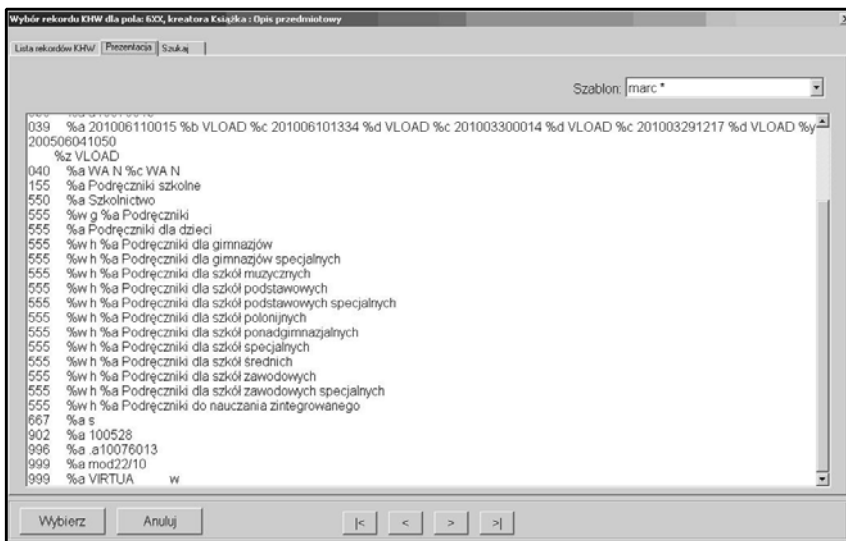 Wybór rekordu KHW dla pola: 6XX, kreatora Książka : Opis przedmiotowy
Lista rekordów KHW Prezentacja Szukaj
Szablon: marc *
039 %a 201006110015 %b VLOAD %c 201006101334 %d VLOAD %c 201003300014 %d VLOAD %c 201003291217 %d VLOAD %y
200506041050
%z VLOAD
040 %a WA N %c WA N
155 %a Podręczniki szkolne
550 %a Szkolnictwo
555 %w g %a Podręczniki
555 %a Podręczniki dla dzieci
555 %w h %a Podręczniki dla gimnazjów
555 %w h %a Podręczniki dla gimnazjów specjalnych
555 %w h %a Podręczniki dla szkół muzycznych
555 %w h %a Podręczniki dla szkół podstawowych
555 %w h %a Podręczniki dla szkół podstawowych specjalnych
555 %w h %a Podręczniki dla szkół polonijnych
555 %w h %a Podręczniki dla szkół ponadgimnazjalnych
555 %w h %a Podręczniki dla szkół specjalnych
555 %w h %a Podręczniki dla szkół średnich
555 %w h %a Podręczniki dla szkół zawodowych
555 %w h %a Podręczniki dla szkół zawodowych specjalnych
555 %w h %a Podręczniki do nauczania zintegrowanego
667 %a s
902 %a 100528
996 %a .a10076013
999 %a mod22/10
999 %a VIRTUA w
Wybierz Anuluj |< < > >|